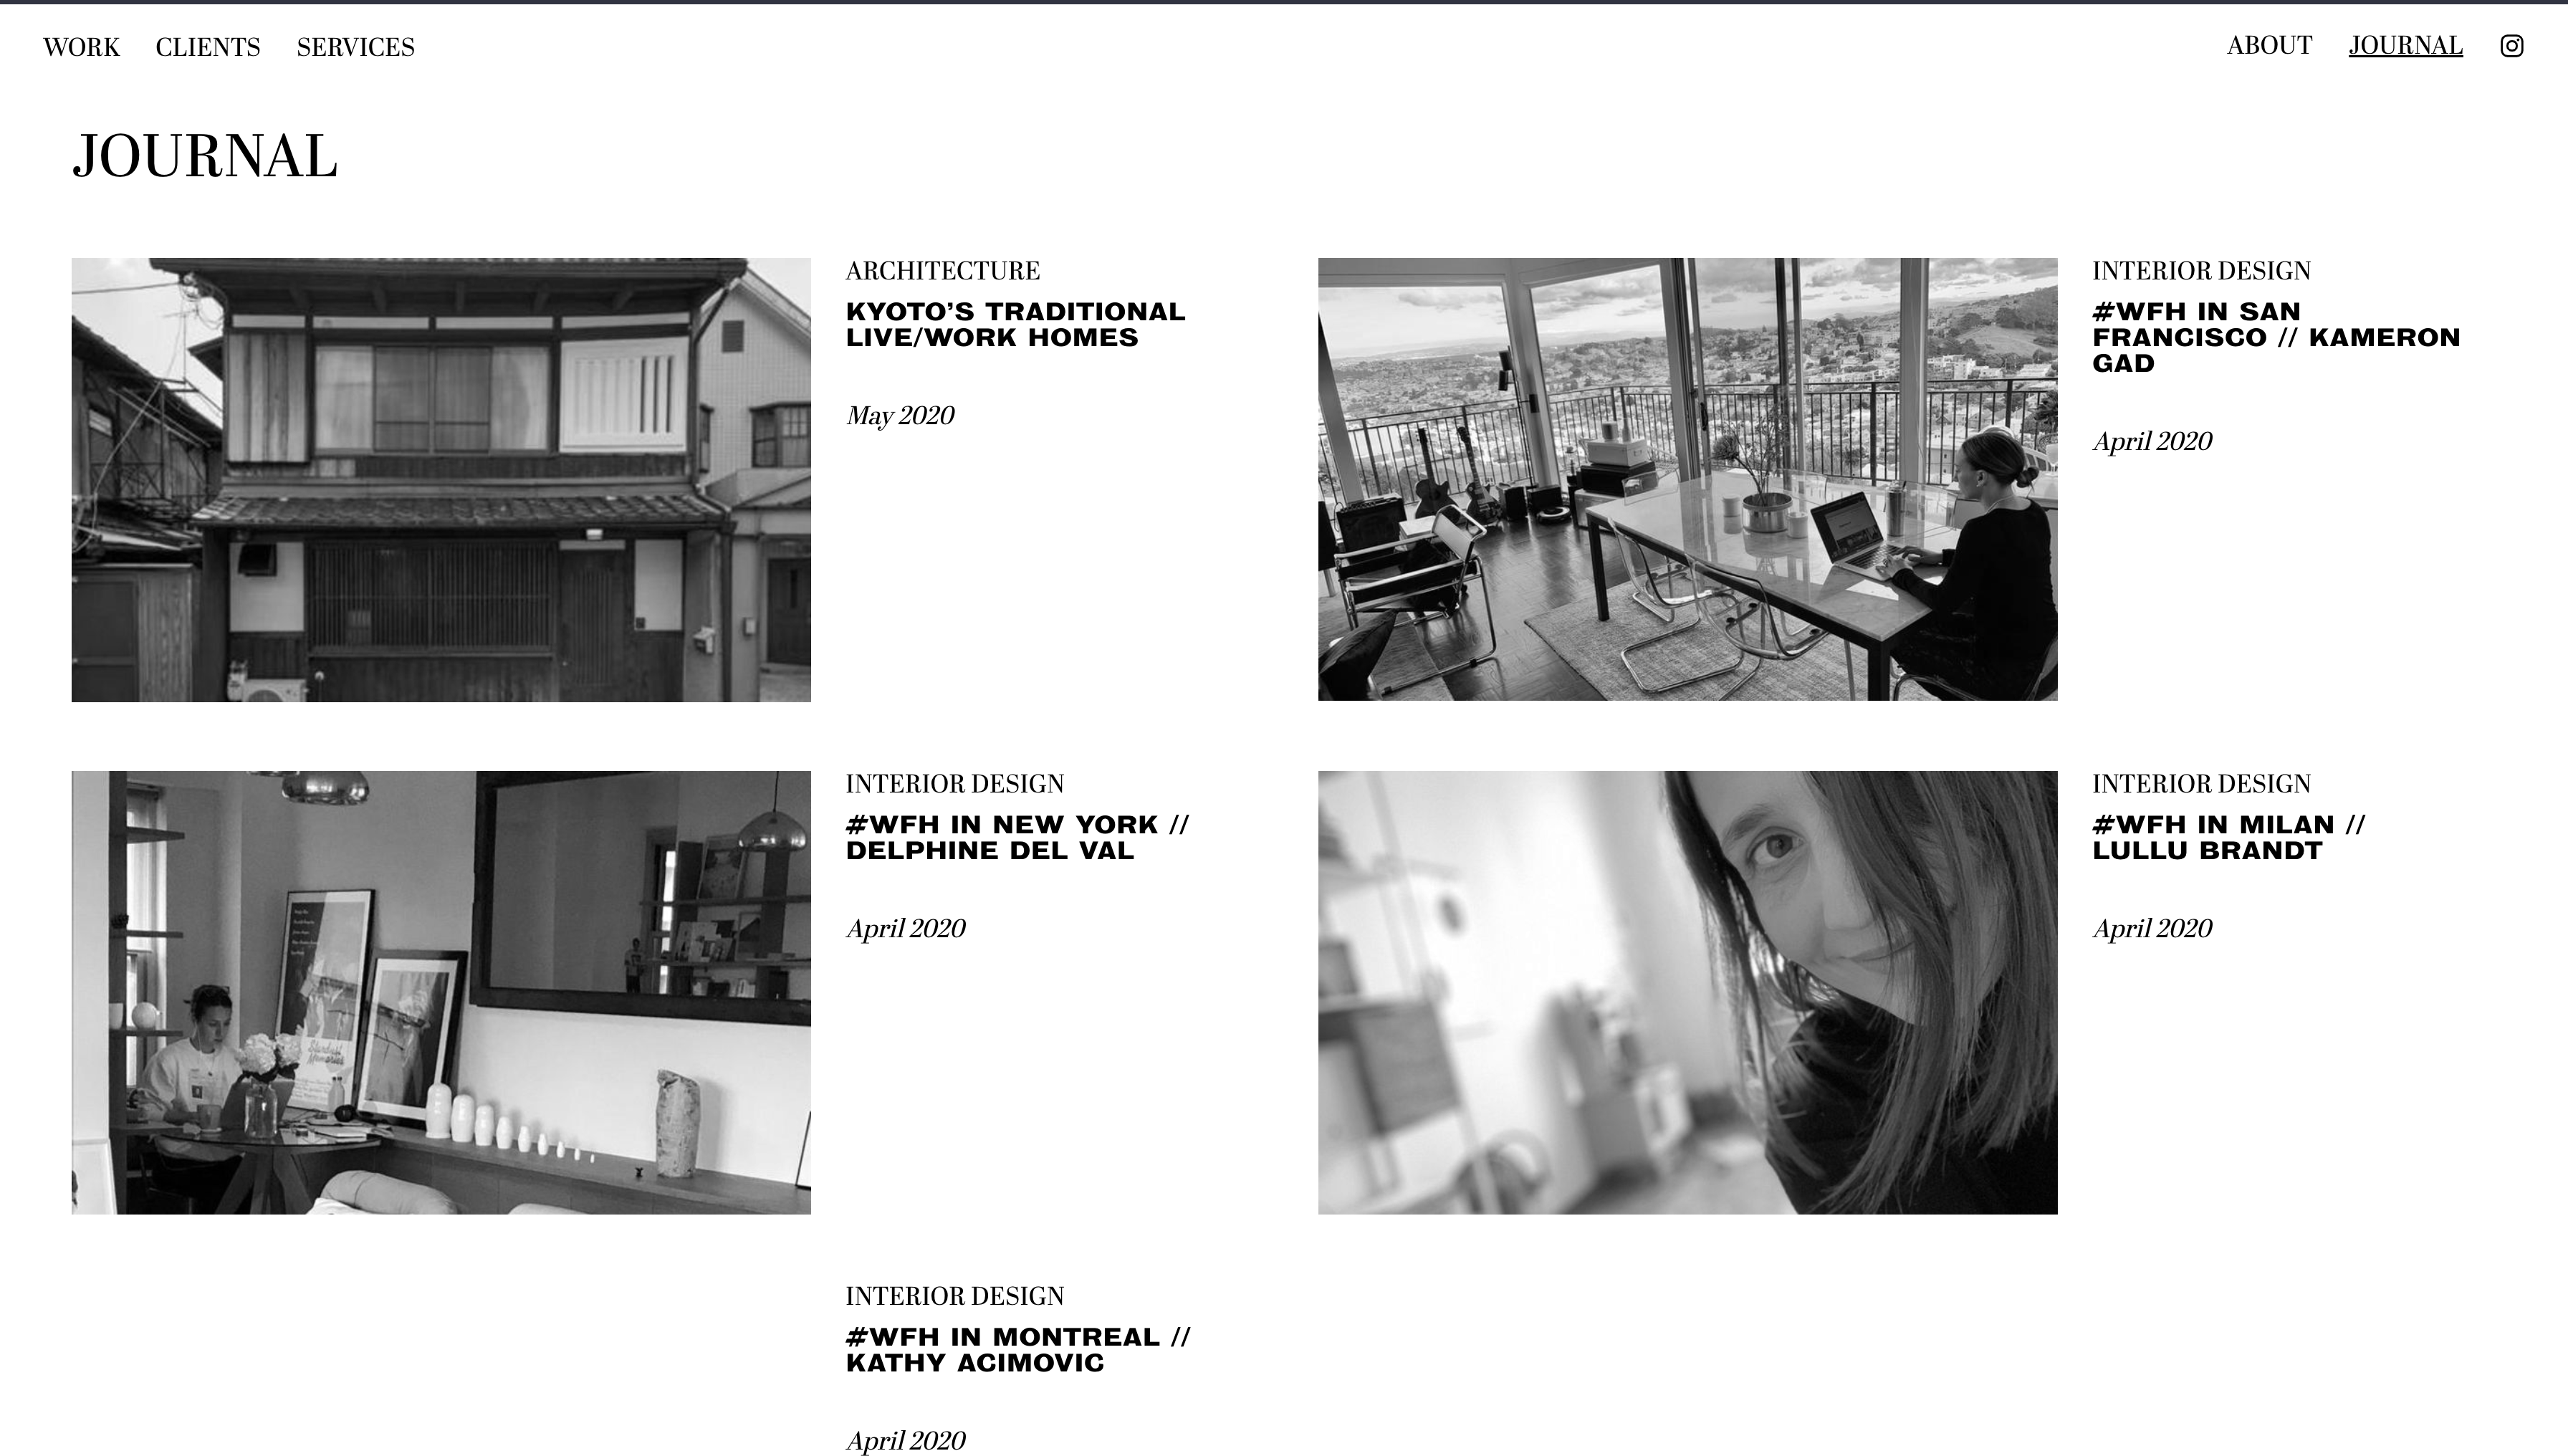 WORK CLIENTS SERVICES ABOUT JOURNAL
JOURNAL
ARCHITECTURE
KYOTO’S TRADITIONAL
LIVE/WORK HOMES
May 2020
INTERIOR DESIGN
#WFH IN SAN
FRANCISCO // KAMERON
GAD
April 2020
INTERIOR DESIGN
#WFH IN NEW YORK //
DELPHINE DEL VAL
April 2020
INTERIOR DESIGN
#WFH IN MILAN //
LULLU BRANDT
April 2020
INTERIOR DESIGN
#WFH IN MONTREAL //
KATHY ACIMOVIC
April 2020